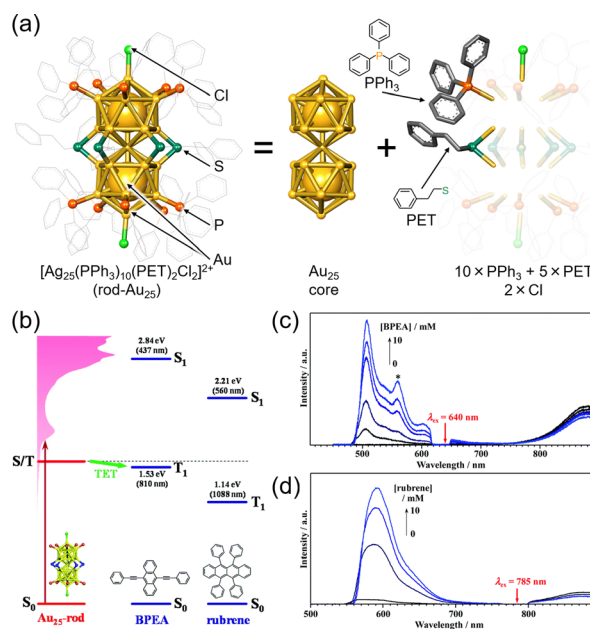 (a)
Cl
S
P
Au
[Ag25(PPh3)10(PET)2Cl2]2+
(rod-Au25)
=
Au25
core
+
P
PPh3
S
PET
10 × PPh3 + 5 × PET
2 × Cl
(b)
2.84 eV
(437 nm)
S1
2.21 eV
(560 nm)
S1
S/T
TET
T1
1.53 eV
(810 nm)
1.14 eV
(1088 nm)
T1
S0
S0
S0
Au25-rod
BPEA
rubrene
(c)
Intensity / a.u.
[BPEA] / mM
10
0
*
λex = 640 nm
500
600
700
800
Wavelength / nm
(d)
Intensity / a.u.
[rubrene]
/ mM
10
0
λex = 785 nm
500
600
700
800
900
Wavelength / nm